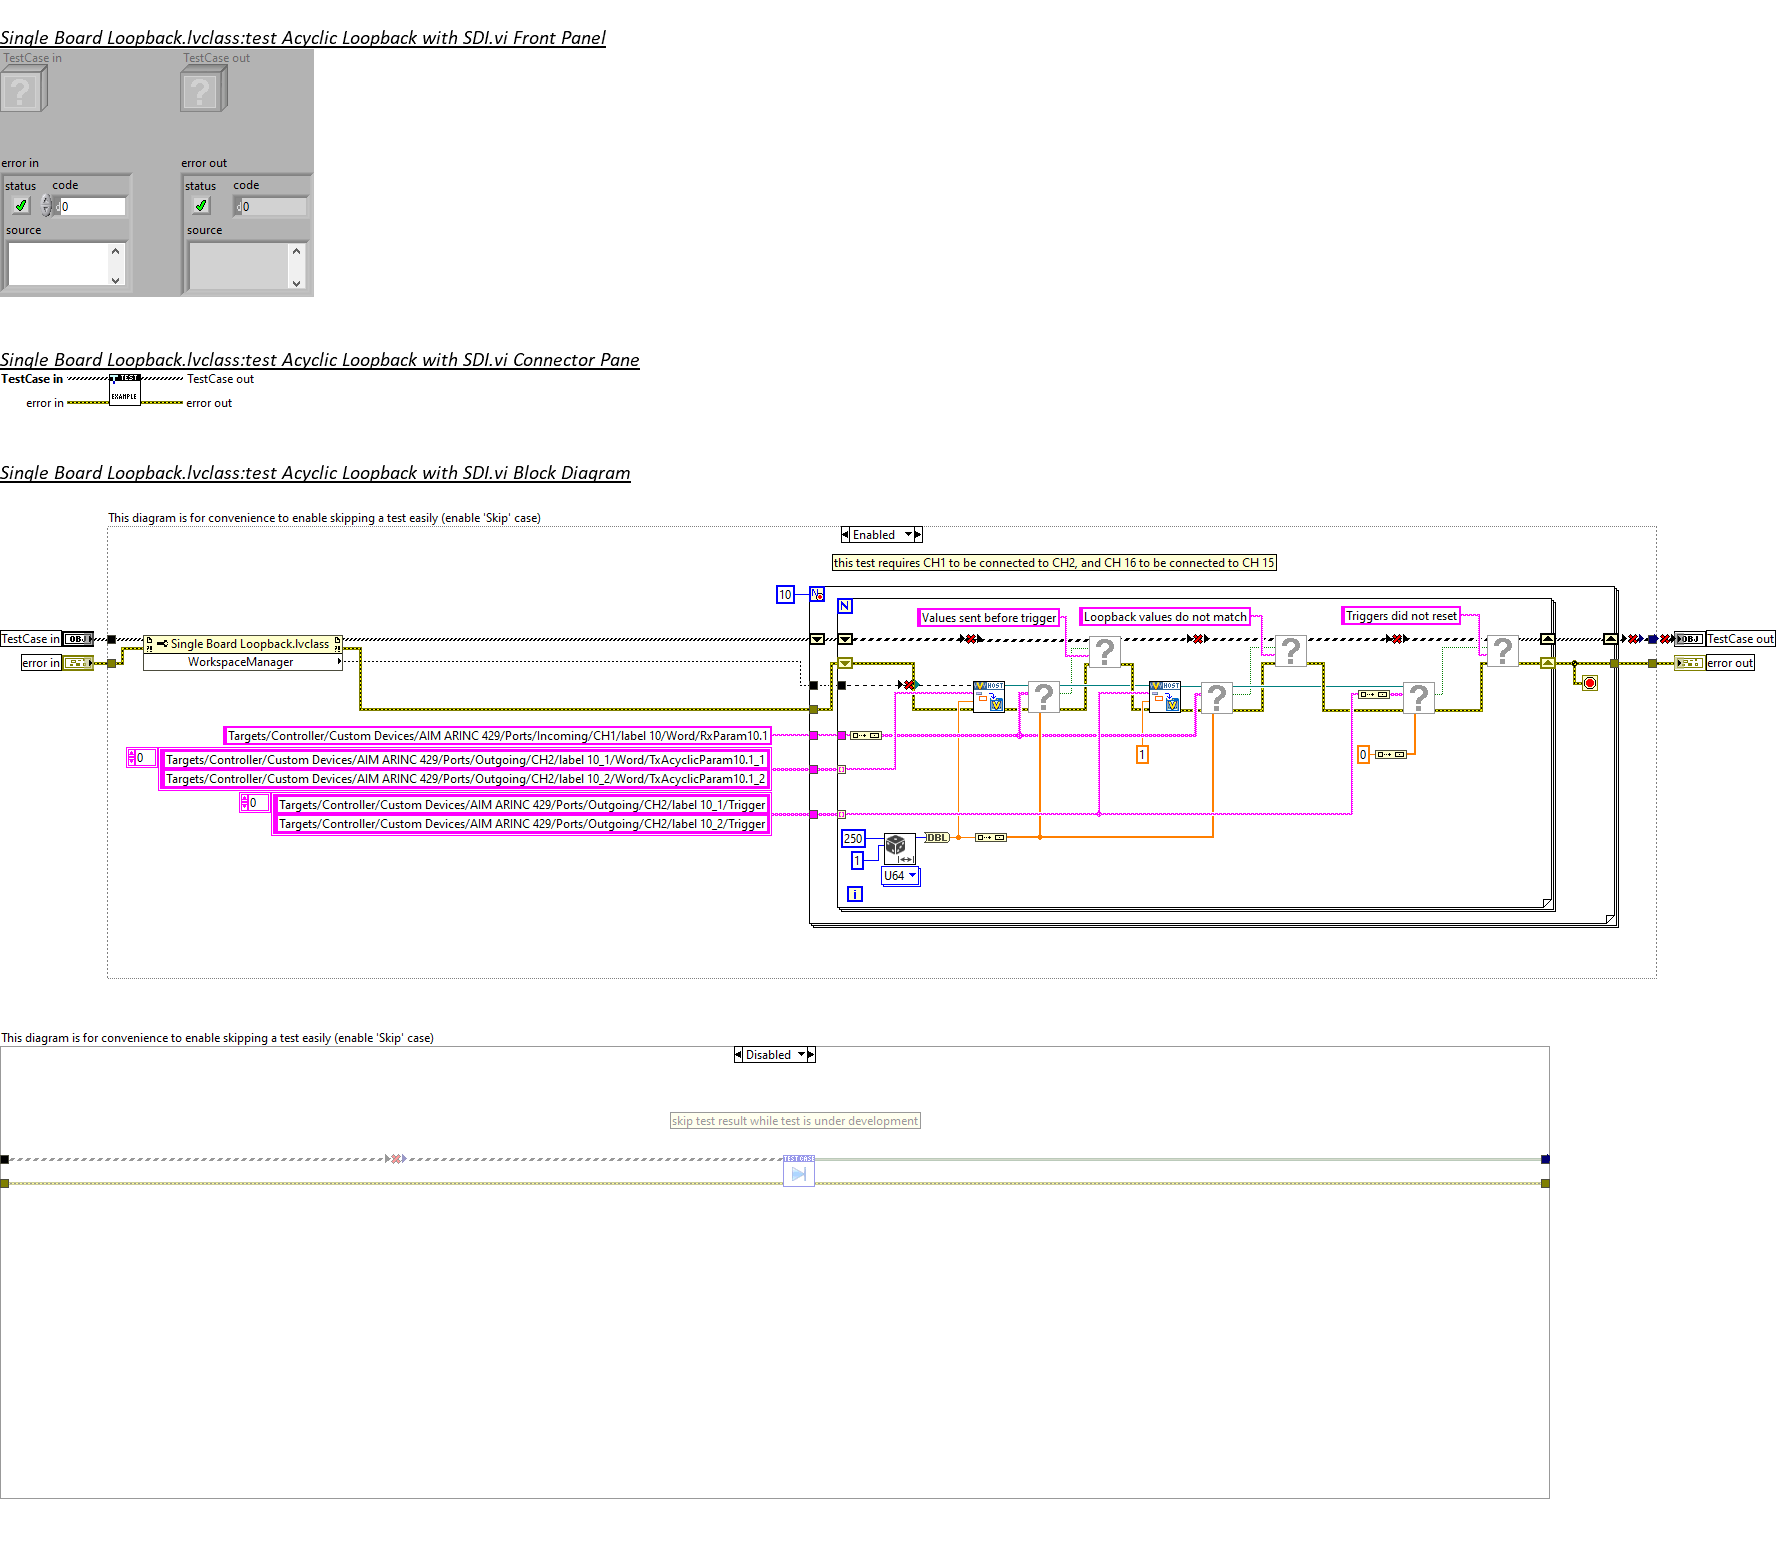 Single Board Loopback.lvclass:test Acyclic Loopback with SDI.vi Front Panel
TestCase in
TestCase out
error in
error out
status code
0
source
status code
0
source
Single Board Loopback.lvclass:test Acyclic Loopback with SDI.vi Connector Pane
TestCase in
TEST
TestCase out
error in
EXAMPLE
error out
Single Board Loopback.lvclass:test Acyclic Loopback with SDI.vi Block Diagram
This diagram is for convenience to enable skipping a test easily (enable 'Skip' case)
Enabled
this test requires CH1 to be connected to CH2, and CH 16 to be connected to CH 15
10
N
N
Values sent before trigger
Loopback values do not match
Triggers did not reset
TestCase in
OBJ
Single Board Loopback.lvclass
WorkspaceManager
error in
OBJ
TestCase out
error out
HOST
HOST
Targets/Controller/Custom Devices/AIM ARINC 429/Ports/Incoming/CH1/label 10/Word/RxParam10.1
0
Targets/Controller/Custom Devices/AIM ARINC 429/Ports/Outgoing/CH2/label 10_1/Word/TxAcyclicParam10.1_1
Targets/Controller/Custom Devices/AIM ARINC 429/Ports/Outgoing/CH2/label 10_2/Word/TxAcyclicParam10.1_2
0
Targets/Controller/Custom Devices/AIM ARINC 429/Ports/Outgoing/CH2/label 10_1/Trigger
Targets/Controller/Custom Devices/AIM ARINC 429/Ports/Outgoing/CH2/label 10_2/Trigger
1
0
250
1
DBL
U64
i
This diagram is for convenience to enable skipping a test easily (enable 'Skip' case)
Disabled
skip test result while test is under development
TEST CASE